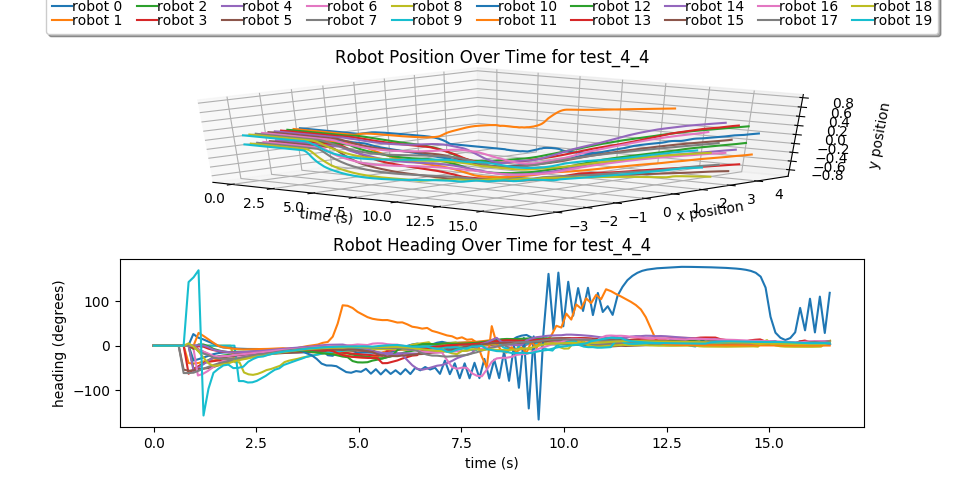 robot 0 robot 2 robot 4 robot 6 robot 8 robot 10 robot 12 robot 14 robot 16 robot 18
robot 1 robot 3 robot 5 robot 7 robot 9 robot 11 robot 13 robot 15 robot 17 robot 19
Robot Position Over Time for test_4_4
0.8
0.6
0.4
0.2
0.0
−0.2
−0.4
−0.6
−0.8
y position
0.0 2.5 5.0 7.5 10.0 12.5 15.0
time (s)
−3 −2 −1 0 1 2 3 4
x position
Robot Heading Over Time for test_4_4
100
0
−100
heading (degrees)
0.0 2.5 5.0 7.5 10.0 12.5 15.0
time (s)